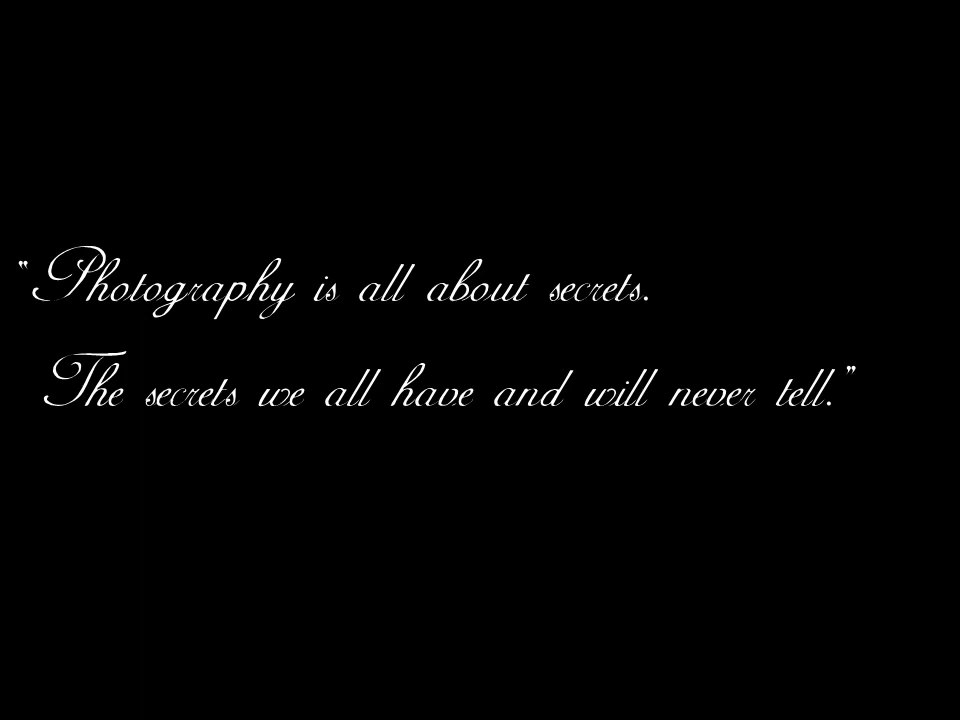 “Photography is all about secrets.
The secrets we all have and will never tell.”